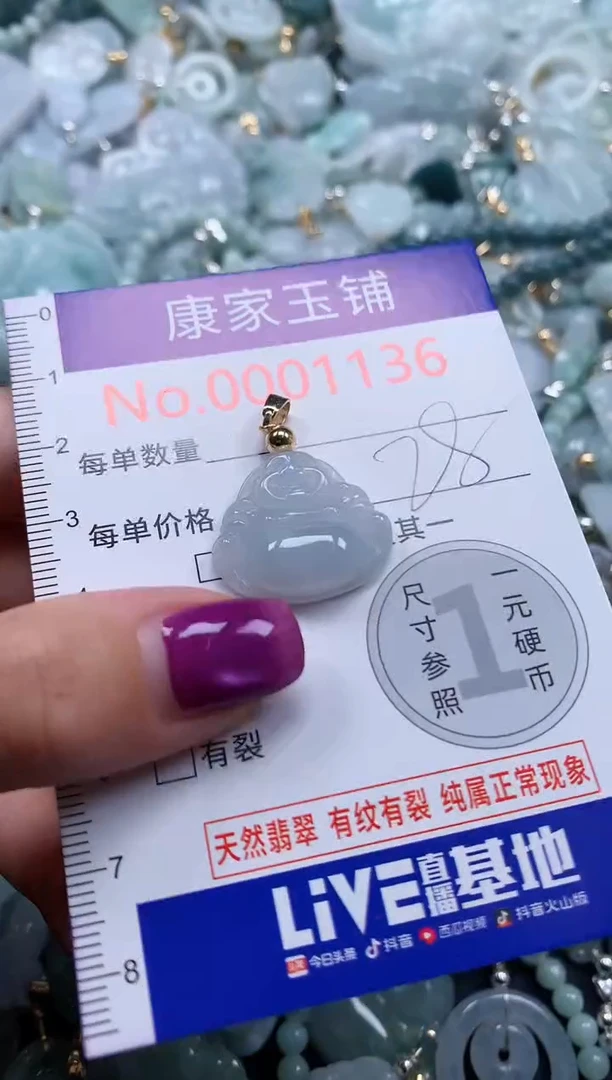 康家玉铺
No.0001136
每单数量 28
每单价格 其一
有裂
尺寸参照 1 一元硬币
天然翡翠 有纹有裂 纯属正常现象
LiVE直播基地
今日头条 抖音 西瓜视频 抖音火山版
0
1
2
3
7
8